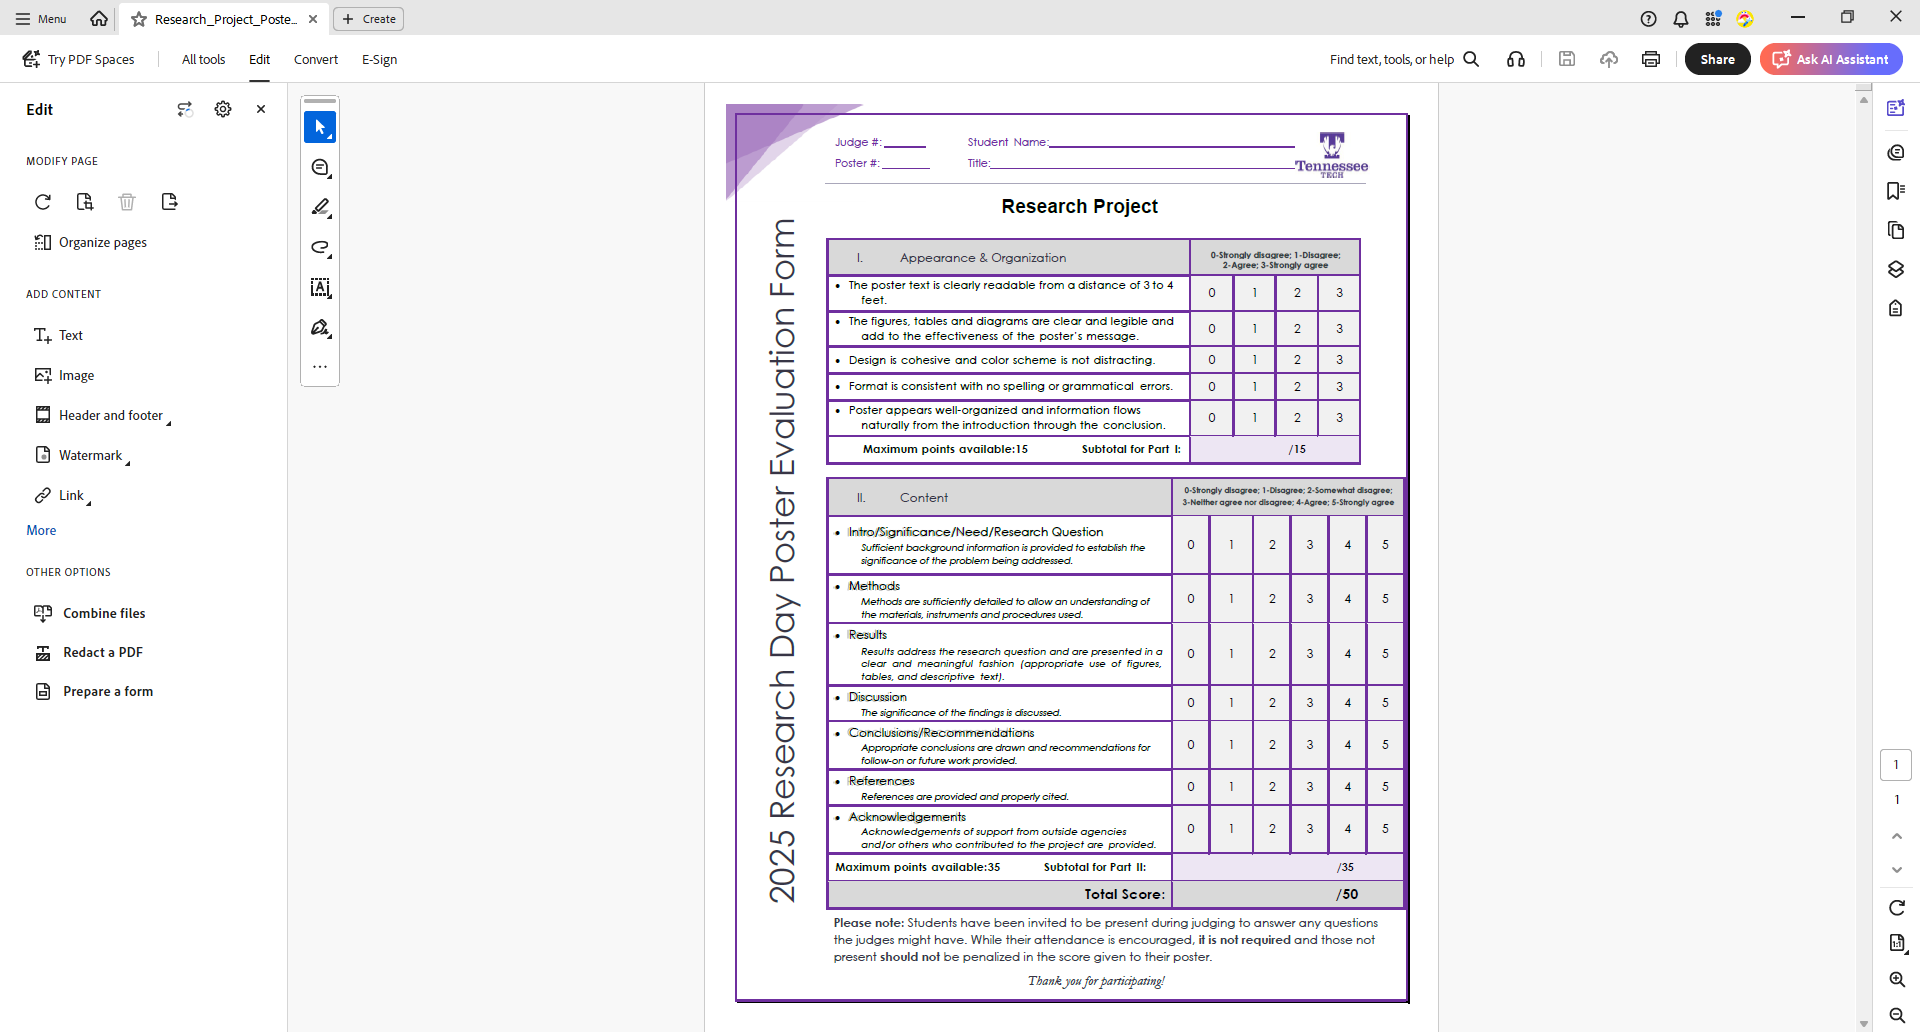 Menu
Research_Project_Poste...
Create
Try PDF Spaces
All tools
Edit
Convert
E-Sign
Find text, tools, or help
Share
Ask AI Assistant
Edit
MODIFY PAGE
Organize pages
ADD CONTENT
Text
Image
Header and footer
Watermark
Link
More
OTHER OPTIONS
Combine files
Redact a PDF
Prepare a form
2025 Research Day Poster Evaluation Form
Judge #: Student Name:
Poster #: Title:
T
Tennessee
TECH
Research Project
I. Appearance & Organization
0-Strongly disagree; 1-Disagree;
2-Agree; 3-Strongly agree
• The poster text is clearly readable from a distance of 3 to 4
feet.
0 1 2 3
• The figures, tables and diagrams are clear and legible and
add to the effectiveness of the poster's message.
0 1 2 3
• Design is cohesive and color scheme is not distracting.
0 1 2 3
• Format is consistent with no spelling or grammatical errors.
0 1 2 3
• Poster appears well-organized and information flows
naturally from the introduction through the conclusion.
0 1 2 3
Maximum points available:15 Subtotal for Part I: /15
II. Content
0-Strongly disagree; 1-Disagree; 2-Somewhat disagree;
3-Neither agree nor disagree; 4-Agree; 5-Strongly agree
• Intro/Significance/Need/Research Question
Sufficient background information is provided to establish the
significance of the problem being addressed.
0 1 2 3 4 5
• Methods
Methods are sufficiently detailed to allow an understanding of
the materials, instruments and procedures used.
0 1 2 3 4 5
• Results
Results address the research question and are presented in a
clear and meaningful fashion (appropriate use of figures,
tables, and descriptive text).
0 1 2 3 4 5
• Discussion
The significance of the findings is discussed.
0 1 2 3 4 5
• Conclusions/Recommendations
Appropriate conclusions are drawn and recommendations for
follow-on or future work provided.
0 1 2 3 4 5
• References
References are provided and properly cited.
0 1 2 3 4 5
• Acknowledgements
Acknowledgements of support from outside agencies
and/or others who contributed to the project are provided.
0 1 2 3 4 5
Maximum points available:35 Subtotal for Part II: /35
Total Score: /50
Please note: Students have been invited to be present during judging to answer any questions
the judges might have. While their attendance is encouraged, it is not required and those not
present should not be penalized in the score given to their poster.
Thank you for participating!
1
1
1:1